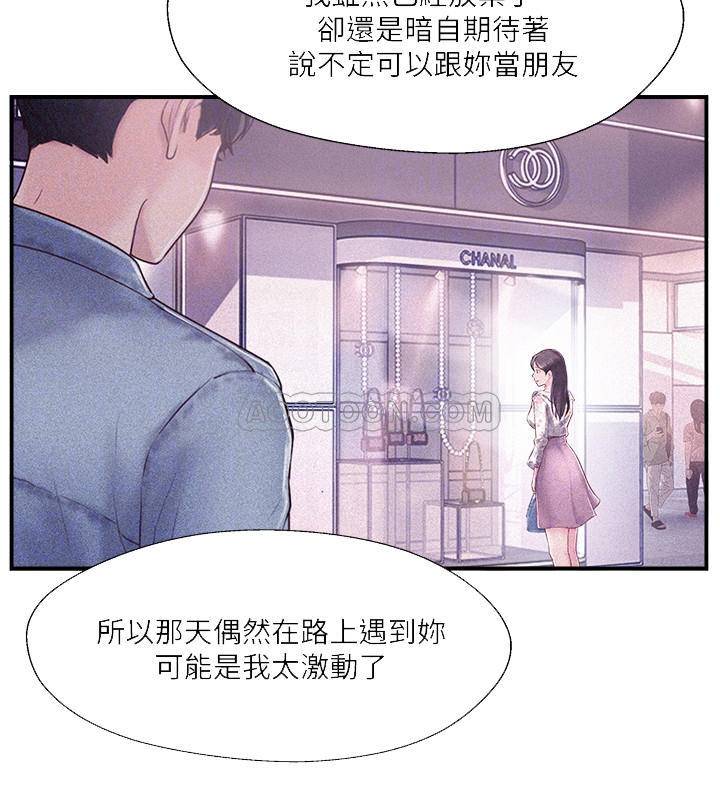 卻還是暗自期待著
說不定可以跟妳當朋友
CHANAL
所以那天偶然在路上遇到妳
可能是我太激動了